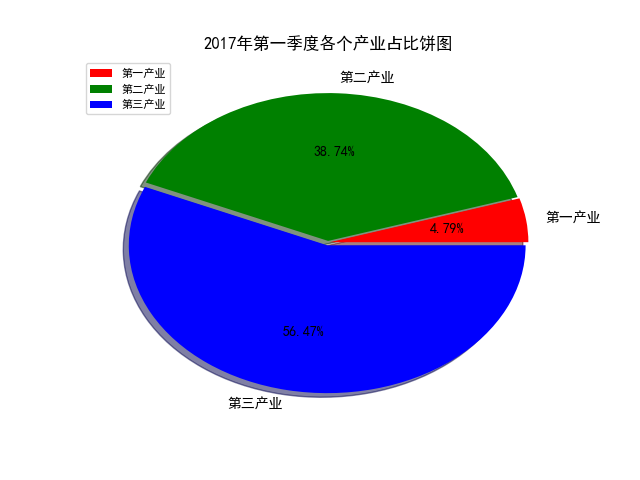 2017年第一季度各个产业占比饼图
第一产业
第二产业
第三产业
第二产业
38.74%
第一产业
4.79%
56.47%
第三产业